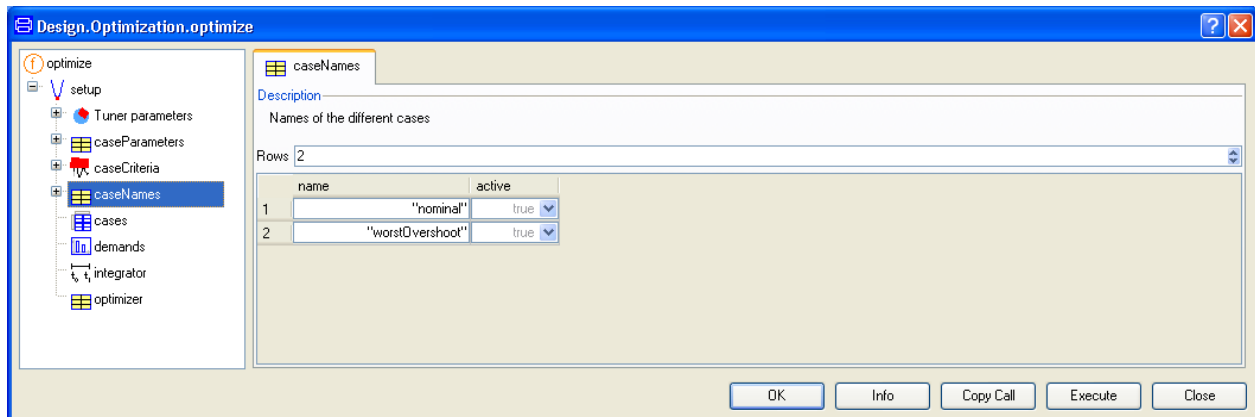 Design.Optimization.optimize
optimize
setup
Tuner parameters
caseParameters
caseCriteria
caseNames
cases
demands
integrator
optimizer
caseNames
Description
Names of the different cases
Rows 2
name active
1 "nominal" true
2 "worstOvershoot" true
OK Info Copy Call Execute Close